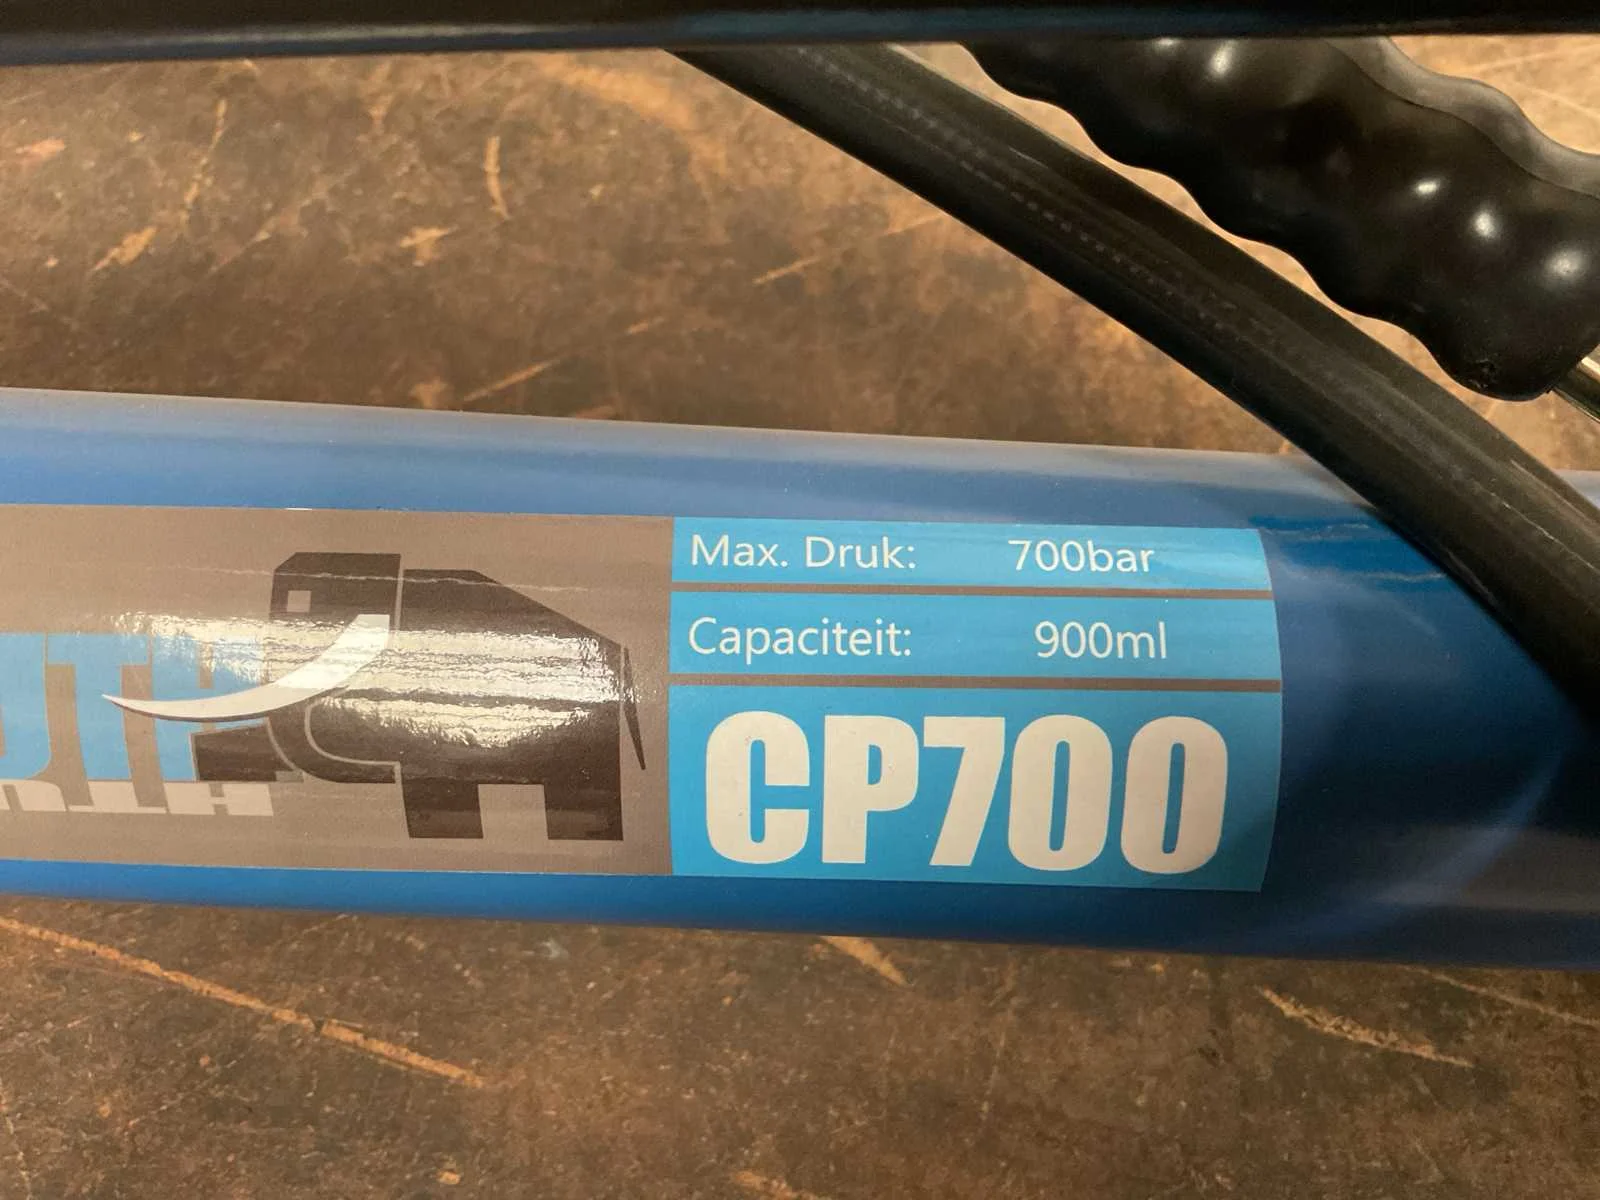 Max. Druk: 700bar
Capaciteit: 900ml
CP700